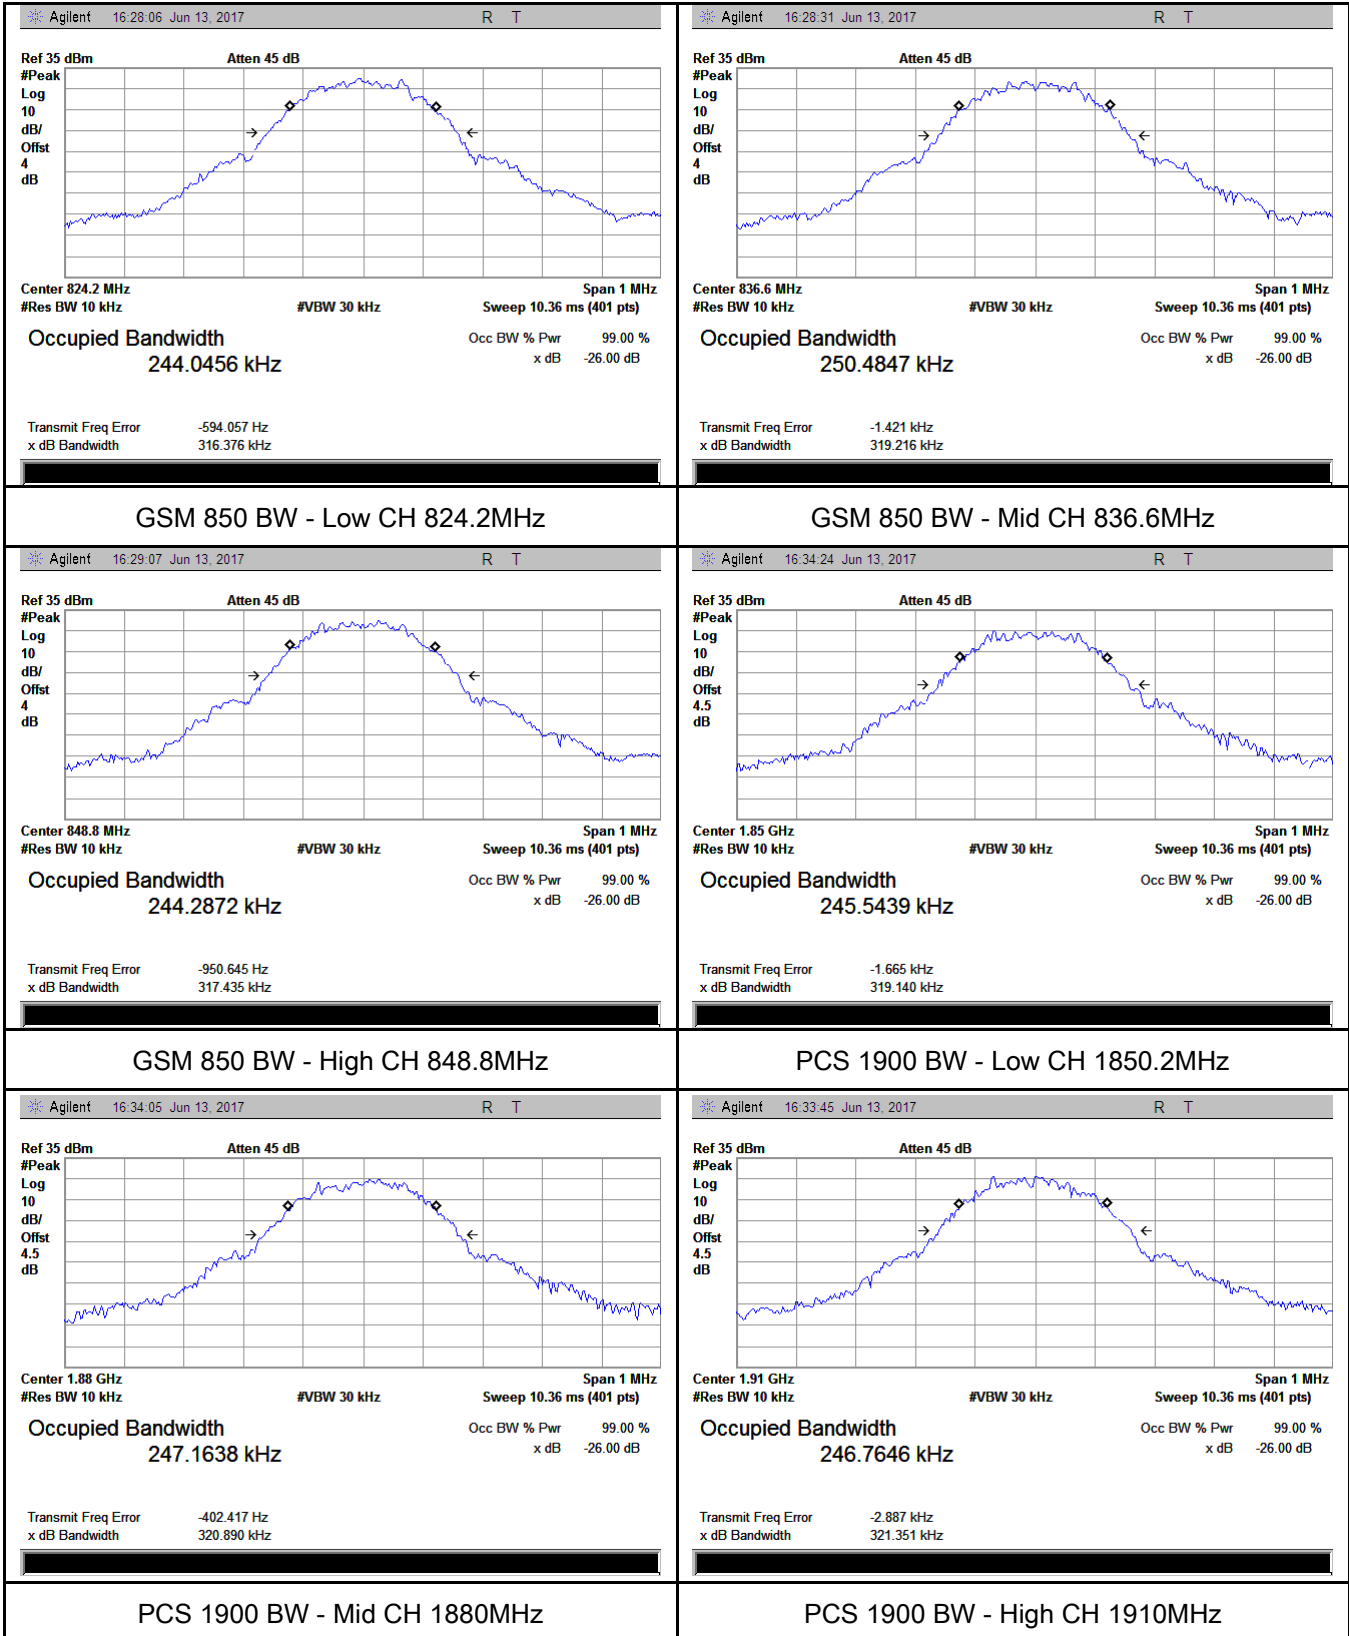 Agilent 16:28:06 Jun 13, 2017 R T
Ref 35 dBm Atten 45 dB
#Peak
Log
10
dB/
Offst
4
dB
Center 824.2 MHz Span 1 MHz
#Res BW 10 kHz #VBW 30 kHz Sweep 10.36 ms (401 pts)
Occupied Bandwidth Occ BW % Pwr 99.00 %
244.0456 kHz x dB -26.00 dB
Transmit Freq Error -594.057 Hz
x dB Bandwidth 316.376 kHz
GSM 850 BW - Low CH 824.2MHz
Agilent 16:28:31 Jun 13, 2017 R T
Ref 35 dBm Atten 45 dB
#Peak
Log
10
dB/
Offst
4
dB
Center 836.6 MHz Span 1 MHz
#Res BW 10 kHz #VBW 30 kHz Sweep 10.36 ms (401 pts)
Occupied Bandwidth Occ BW % Pwr 99.00 %
250.4847 kHz x dB -26.00 dB
Transmit Freq Error -1.421 kHz
x dB Bandwidth 319.216 kHz
GSM 850 BW - Mid CH 836.6MHz
Agilent 16:29:07 Jun 13, 2017 R T
Ref 35 dBm Atten 45 dB
#Peak
Log
10
dB/
Offst
4
dB
Center 848.8 MHz Span 1 MHz
#Res BW 10 kHz #VBW 30 kHz Sweep 10.36 ms (401 pts)
Occupied Bandwidth Occ BW % Pwr 99.00 %
244.2872 kHz x dB -26.00 dB
Transmit Freq Error -950.645 Hz
x dB Bandwidth 317.435 kHz
GSM 850 BW - High CH 848.8MHz
Agilent 16:34:24 Jun 13, 2017 R T
Ref 35 dBm Atten 45 dB
#Peak
Log
10
dB/
Offst
4.5
dB
Center 1.85 GHz Span 1 MHz
#Res BW 10 kHz #VBW 30 kHz Sweep 10.36 ms (401 pts)
Occupied Bandwidth Occ BW % Pwr 99.00 %
245.5439 kHz x dB -26.00 dB
Transmit Freq Error -1.665 kHz
x dB Bandwidth 319.140 kHz
PCS 1900 BW - Low CH 1850.2MHz
Agilent 16:34:05 Jun 13, 2017 R T
Ref 35 dBm Atten 45 dB
#Peak
Log
10
dB/
Offst
4.5
dB
Center 1.88 GHz Span 1 MHz
#Res BW 10 kHz #VBW 30 kHz Sweep 10.36 ms (401 pts)
Occupied Bandwidth Occ BW % Pwr 99.00 %
247.1638 kHz x dB -26.00 dB
Transmit Freq Error -402.417 Hz
x dB Bandwidth 320.890 kHz
PCS 1900 BW - Mid CH 1880MHz
Agilent 16:33:45 Jun 13, 2017 R T
Ref 35 dBm Atten 45 dB
#Peak
Log
10
dB/
Offst
4.5
dB
Center 1.91 GHz Span 1 MHz
#Res BW 10 kHz #VBW 30 kHz Sweep 10.36 ms (401 pts)
Occupied Bandwidth Occ BW % Pwr 99.00 %
246.7646 kHz x dB -26.00 dB
Transmit Freq Error -2.887 kHz
x dB Bandwidth 321.351 kHz
PCS 1900 BW - High CH 1910MHz